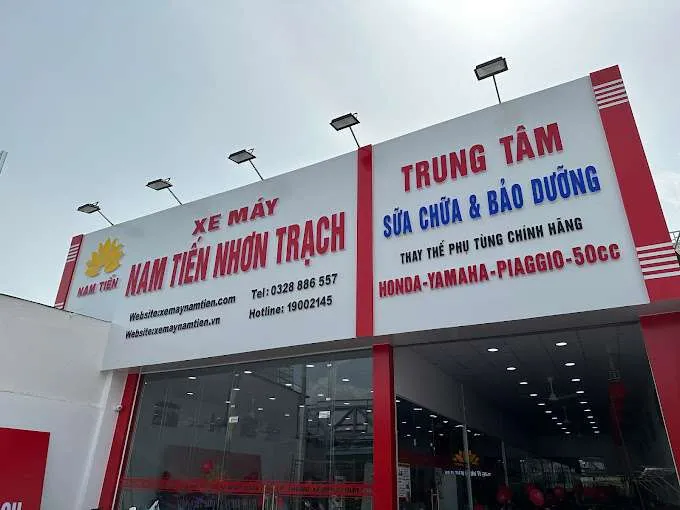 NAM TIẾN
XE MÁY
NAM TIẾN NHƠN TRẠCH
Website:xemaynamtien.com
Website:xemaynamtien.vn
Tel: 0328 886 557
Hotline: 19002145
TRUNG TÂM
SỬA CHỮA & BẢO DƯỠNG
THAY THẾ PHỤ TÙNG CHÍNH HÃNG
HONDA-YAMAHA-PIAGGIO-50cc